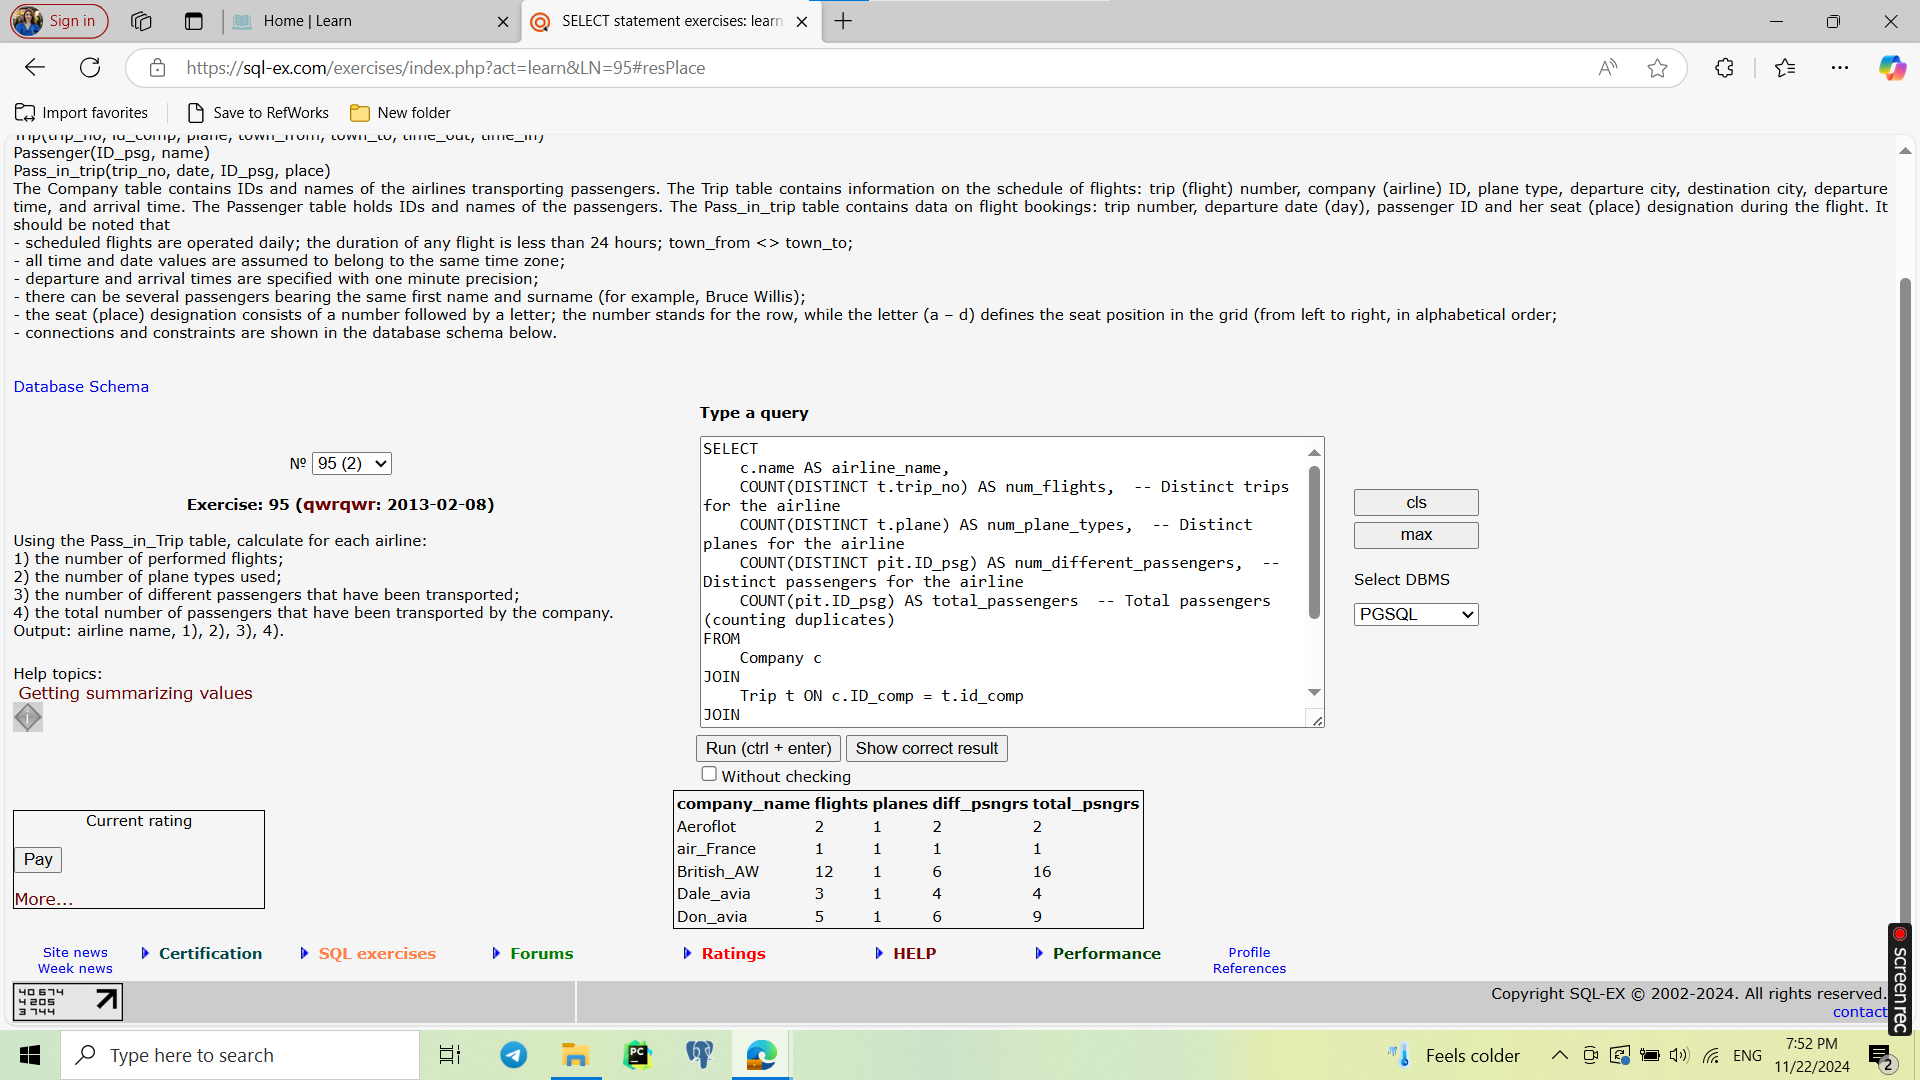 Sign in
Home | Learn
SELECT statement exercises: learn
https://sql-ex.com/exercises/index.php?act=learn&LN=95#resPlace
Import favorites
Save to RefWorks
New folder
Trip(trip_no, id_comp, plane, town_from, town_to, time_out, time_in)
Passenger(ID_psg, name)
Pass_in_trip(trip_no, date, ID_psg, place)
The Company table contains IDs and names of the airlines transporting passengers. The Trip table contains information on the schedule of flights: trip (flight) number, company (airline) ID, plane type, departure city, destination city, departure
time, and arrival time. The Passenger table holds IDs and names of the passengers. The Pass_in_trip table contains data on flight bookings: trip number, departure date (day), passenger ID and her seat (place) designation during the flight. It
should be noted that
- scheduled flights are operated daily; the duration of any flight is less than 24 hours; town_from <> town_to;
- all time and date values are assumed to belong to the same time zone;
- departure and arrival times are specified with one minute precision;
- there can be several passengers bearing the same first name and surname (for example, Bruce Willis);
- the seat (place) designation consists of a number followed by a letter; the number stands for the row, while the letter (a – d) defines the seat position in the grid (from left to right, in alphabetical order;
- connections and constraints are shown in the database schema below.
Database Schema
Nº 95 (2)
Exercise: 95 (qwrqwr: 2013-02-08)
Using the Pass_in_Trip table, calculate for each airline:
1) the number of performed flights;
2) the number of plane types used;
3) the number of different passengers that have been transported;
4) the total number of passengers that have been transported by the company.
Output: airline name, 1), 2), 3), 4).
Help topics:
Getting summarizing values
Type a query
SELECT
c.name AS airline_name,
COUNT(DISTINCT t.trip_no) AS num_flights,  -- Distinct trips
for the airline
COUNT(DISTINCT t.plane) AS num_plane_types,  -- Distinct
planes for the airline
COUNT(DISTINCT pit.ID_psg) AS num_different_passengers,  --
Distinct passengers for the airline
COUNT(pit.ID_psg) AS total_passengers  -- Total passengers
(counting duplicates)
FROM
Company c
JOIN
Trip t ON c.ID_comp = t.id_comp
JOIN
cls
max
Select DBMS
PGSQL
Run (ctrl + enter)
Show correct result
Without checking
company_name flights planes diff_psngrs total_psngrs
Aeroflot 2 1 2 2
air_France 1 1 1 1
British_AW 12 1 6 16
Dale_avia 3 1 4 4
Don_avia 5 1 6 9
Current rating
Pay
More...
Site news
Week news
Certification
SQL exercises
Forums
Ratings
HELP
Performance
Profile
References
40 674
4 205
3 744
Copyright SQL-EX © 2002-2024. All rights reserved.
contact
screen rec
Type here to search
PC
Feels colder
ENG
7:52 PM
11/22/2024
2